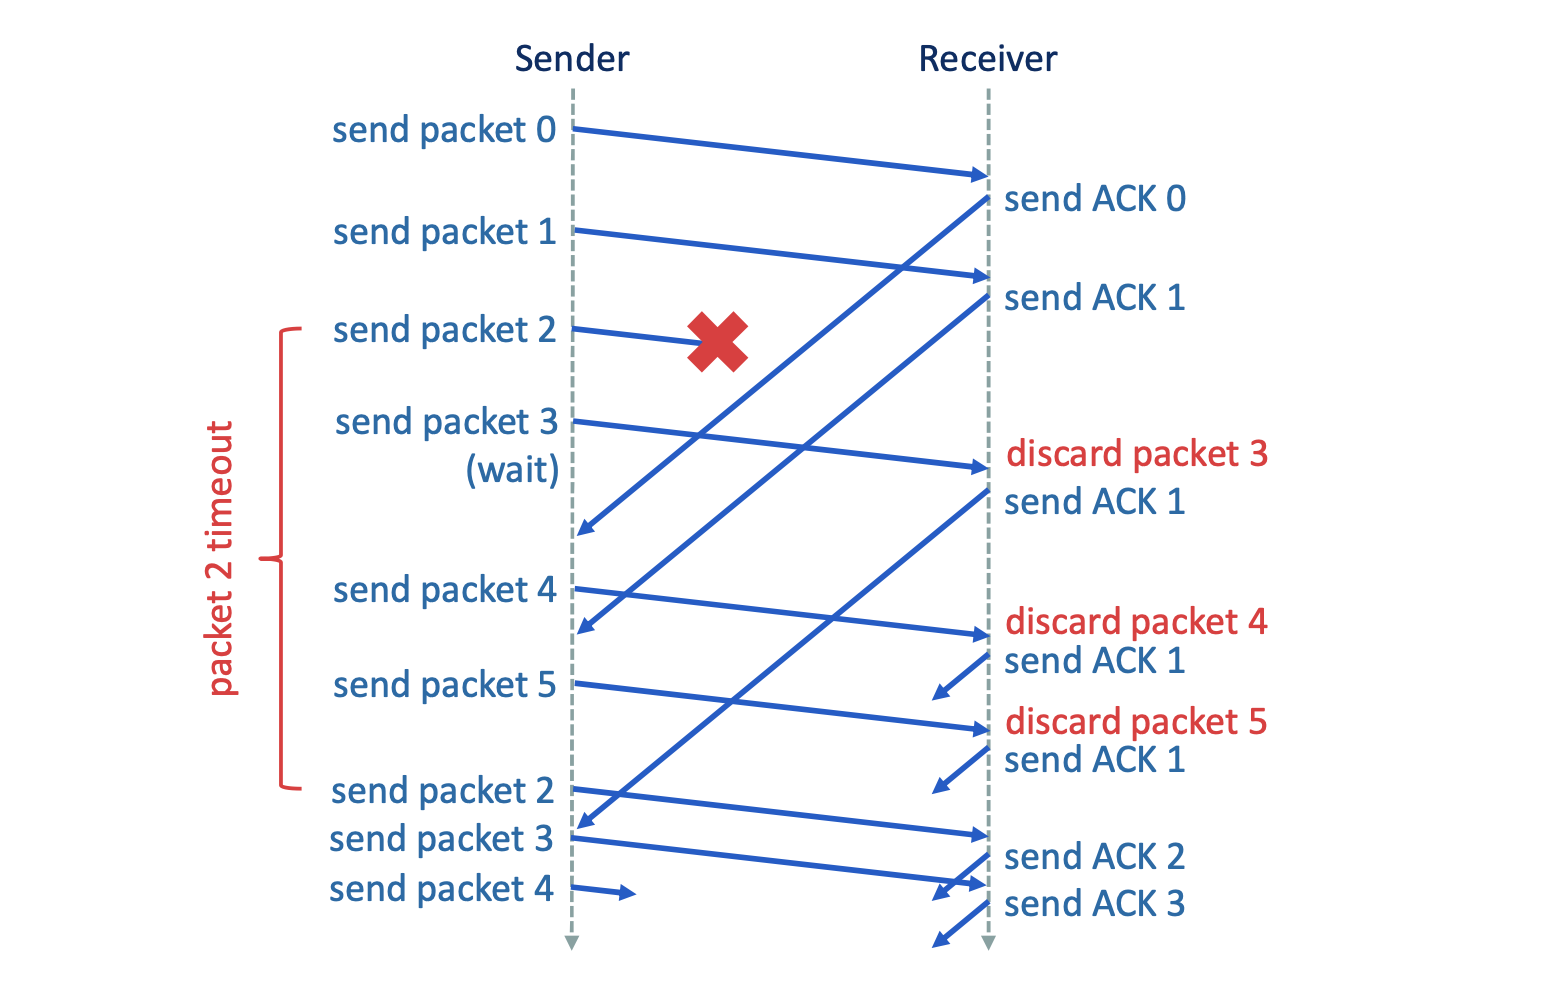 Sender
Receiver
send packet 0
send ACK 0
send packet 1
send ACK 1
send packet 2
send packet 3
(wait)
discard packet 3
send ACK 1
packet 2 timeout
send packet 4
discard packet 4
send ACK 1
send packet 5
discard packet 5
send ACK 1
send packet 2
send packet 3
send ACK 2
send packet 4
send ACK 3